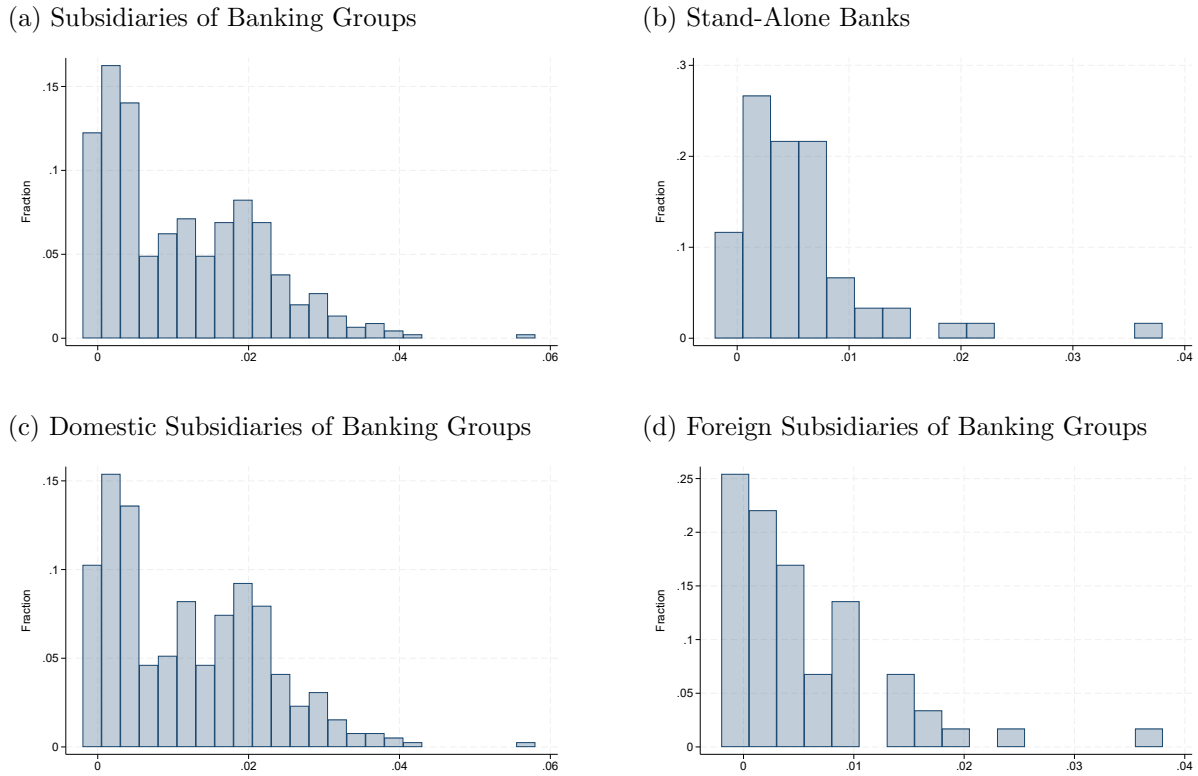 (a) Subsidiaries of Banking Groups
.15
.1
.05
0
Fraction
0 .02 .04 .06
(b) Stand-Alone Banks
.3
.2
.1
0
Fraction
0 .01 .02 .03 .04
(c) Domestic Subsidiaries of Banking Groups
.15
.1
.05
0
Fraction
0 .02 .04 .06
(d) Foreign Subsidiaries of Banking Groups
.25
.2
.15
.1
.05
0
Fraction
0 .01 .02 .03 .04